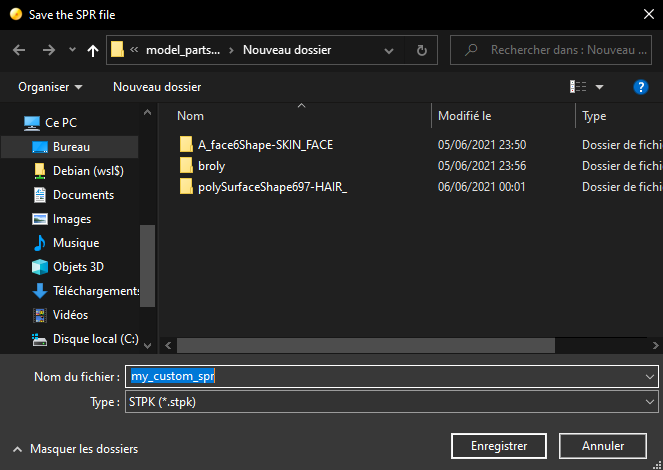 Save the SPR file
« model_parts... › Nouveau dossier
Rechercher dans : Nouveau ...
Organiser
Nouveau dossier
Nom
Modifié le
Type
Ce PC
Bureau
Debian (wsl$)
Documents
Images
Musique
Objets 3D
Téléchargements
Vidéos
Disque local (C:)
A_face6Shape-SKIN_FACE 05/06/2021 23:50 Dossier de fichi
broly 05/06/2021 23:56 Dossier de fichi
polySurfaceShape697-HAIR_ 06/06/2021 00:01 Dossier de fichi
Nom du fichier : my_custom_spr
Type : STPK (*.stpk)
Masquer les dossiers
Enregistrer
Annuler